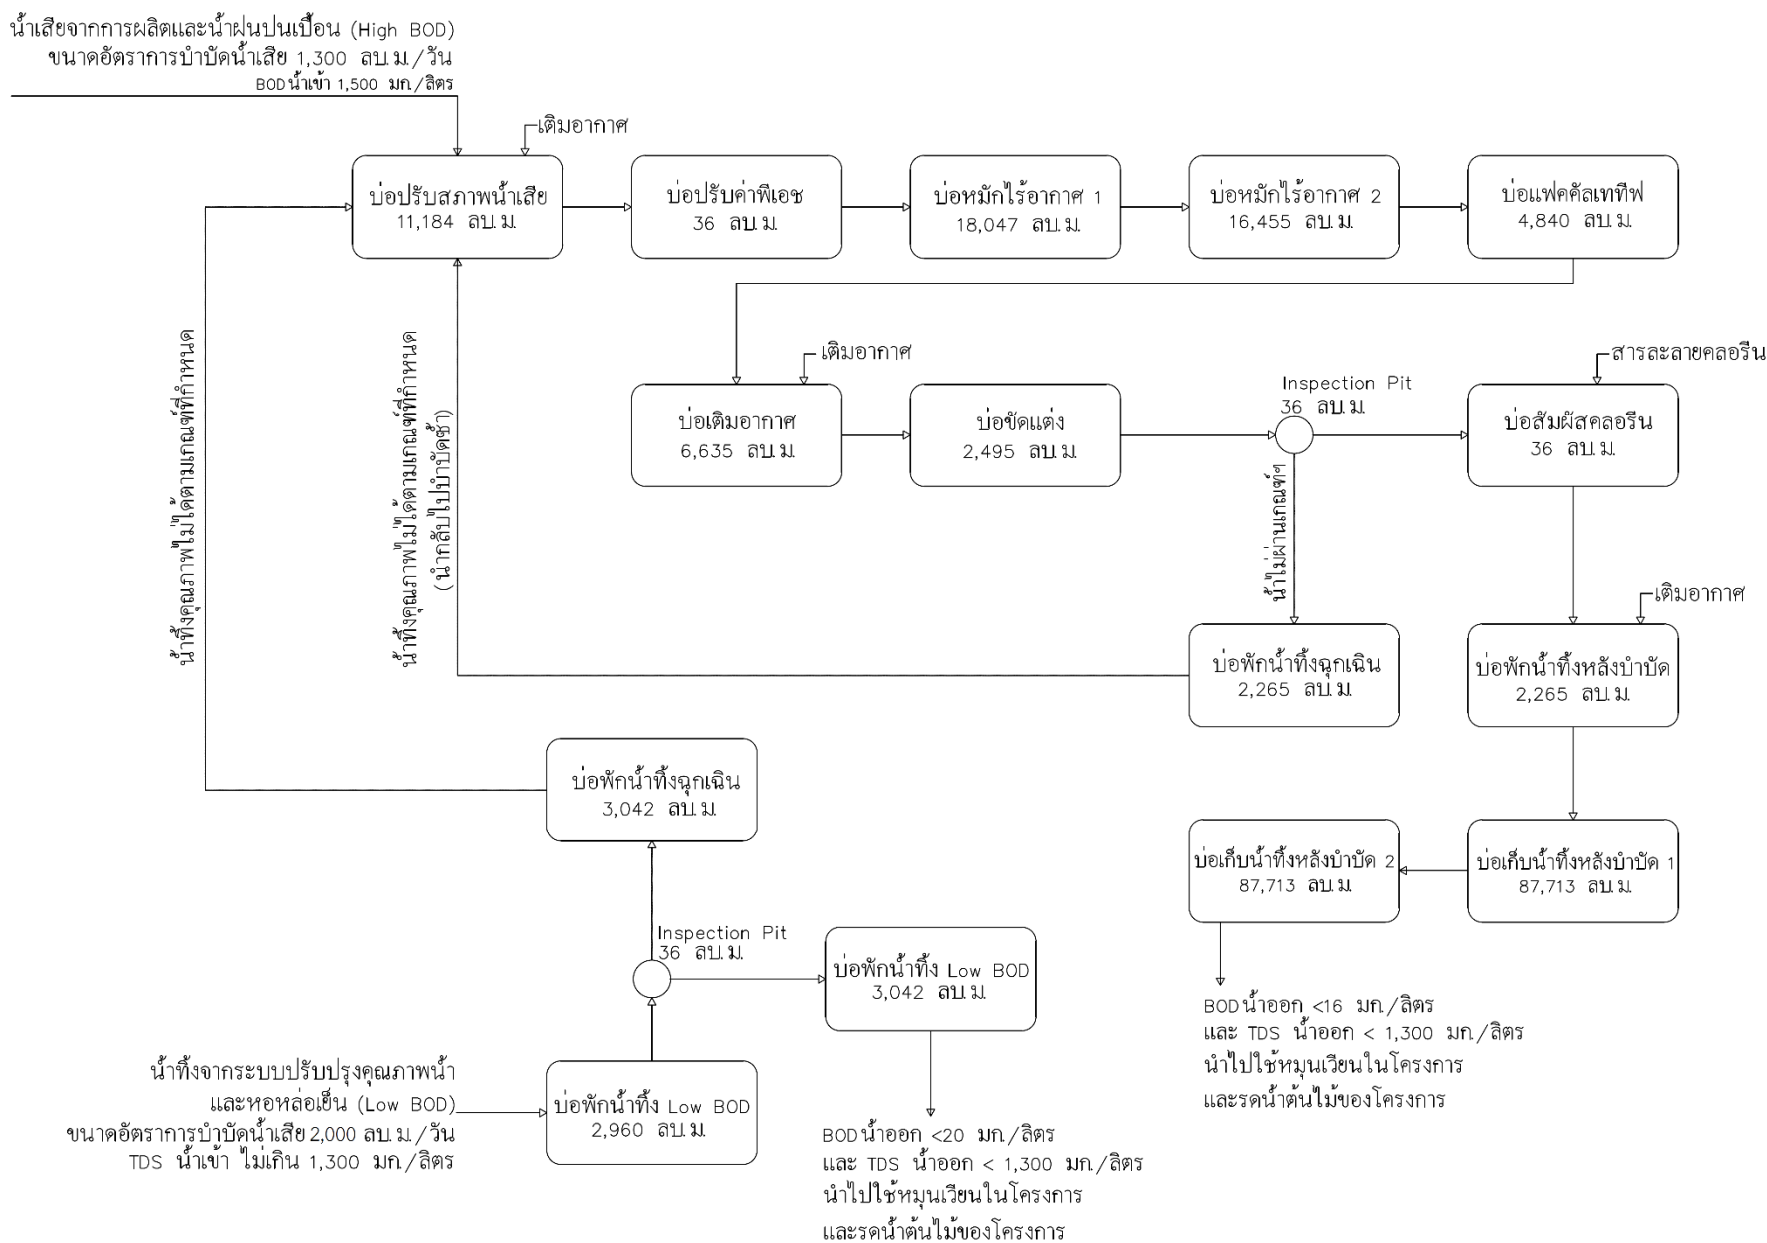 น้ำเสียจากการผลิตและน้ำฝนปนเปื้อน (High BOD)
ขนาดอัตราการบำบัดน้ำเสีย 1,300 ลบ.ม./วัน
BOD น้ำเข้า 1,500 มก./ลิตร
เติมอากาศ
บ่อปรับสภาพน้ำเสีย
11,184 ลบ.ม.
บ่อปรับค่าพีเอช
36 ลบ.ม.
บ่อหมักไร้อากาศ 1
18,047 ลบ.ม.
บ่อหมักไร้อากาศ 2
16,455 ลบ.ม.
บ่อแฟคคัลเททีฟ
4,840 ลบ.ม.
เติมอากาศ
บ่อเติมอากาศ
6,635 ลบ.ม.
บ่อขัดแต่ง
2,495 ลบ.ม.
Inspection Pit
36 ลบ.ม.
สารละลายคลอรีน
บ่อสัมผัสคลอรีน
36 ลบ.ม.
น้ำทิ้งคุณภาพไม่ได้ตามเกณฑ์ที่กำหนด
น้ำทิ้งคุณภาพไม่ได้ตามเกณฑ์ที่กำหนด
(นำกลับไปบำบัดซ้ำ)
น้ำไม่ผ่านเกณฑ์ฯ
เติมอากาศ
บ่อพักน้ำทิ้งฉุกเฉิน
2,265 ลบ.ม.
บ่อพักน้ำทิ้งหลังบำบัด
2,265 ลบ.ม.
บ่อพักน้ำทิ้งฉุกเฉิน
3,042 ลบ.ม.
บ่อเก็บน้ำทิ้งหลังบำบัด 2
87,713 ลบ.ม.
บ่อเก็บน้ำทิ้งหลังบำบัด 1
87,713 ลบ.ม.
Inspection Pit
36 ลบ.ม.
บ่อพักน้ำทิ้ง Low BOD
3,042 ลบ.ม.
BOD น้ำออก <16 มก./ลิตร
และ TDS น้ำออก < 1,300 มก./ลิตร
นำไปใช้หมุนเวียนในโครงการ
และรดน้ำต้นไม้ของโครงการ
น้ำทิ้งจากระบบปรับปรุงคุณภาพน้ำ
และหอหล่อเย็น (Low BOD)
ขนาดอัตราการบำบัดน้ำเสีย 2,000 ลบ.ม./วัน
TDS น้ำเข้า ไม่เกิน 1,300 มก./ลิตร
บ่อพักน้ำทิ้ง Low BOD
2,960 ลบ.ม.
BOD น้ำออก <20 มก./ลิตร
และ TDS น้ำออก < 1,300 มก./ลิตร
นำไปใช้หมุนเวียนในโครงการ
และรดน้ำต้นไม้ของโครงการ